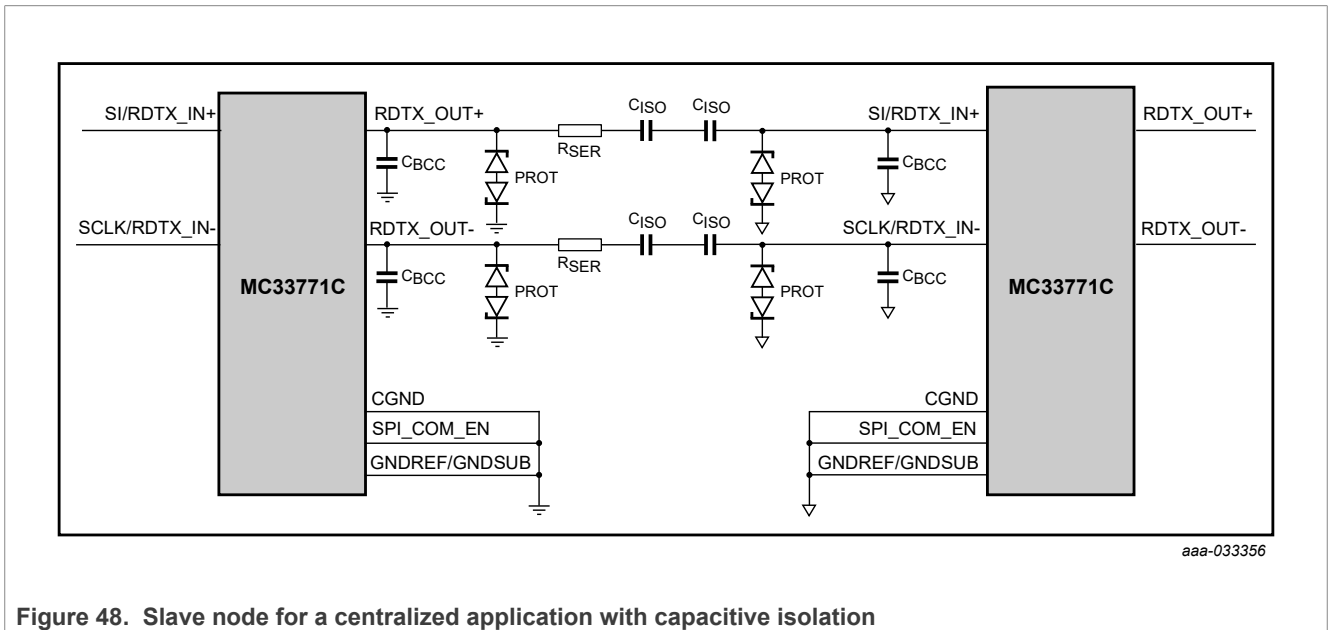 SI/RDTX_IN+
RDTX_OUT+
CISO
CISO
SI/RDTX_IN+
RDTX_OUT+
RSER
CBCC
PROT
PROT
CBCC
SCLK/RDTX_IN-
RDTX_OUT-
CISO
CISO
SCLK/RDTX_IN-
RDTX_OUT-
RSER
MC33771C
CBCC
PROT
PROT
CBCC
MC33771C
CGND
CGND
SPI_COM_EN
SPI_COM_EN
GNDREF/GNDSUB
GNDREF/GNDSUB
aaa-033356
Figure 48. Slave node for a centralized application with capacitive isolation